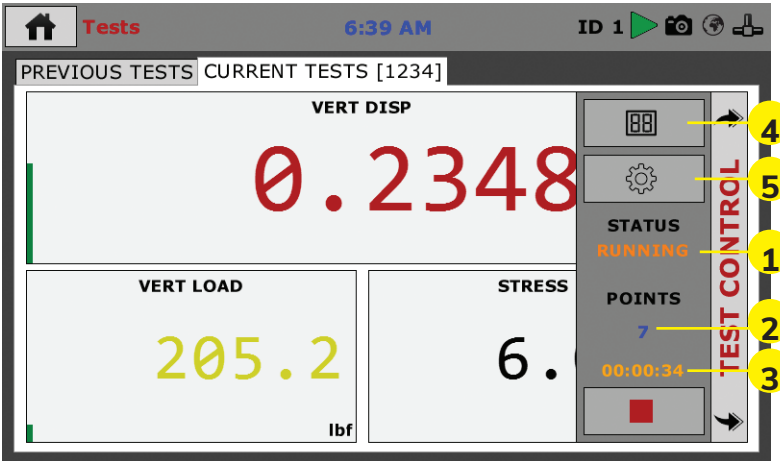 Tests 6:39 AM ID 1
PREVIOUS TESTS CURRENT TESTS [1234]
VERT DISP
0.2348
VERT LOAD
205.2
lbf
STRESS
6.
88
STATUS
RUNNING
POINTS
7
00:00:34
TEST CONTROL
4
5
1
2
3